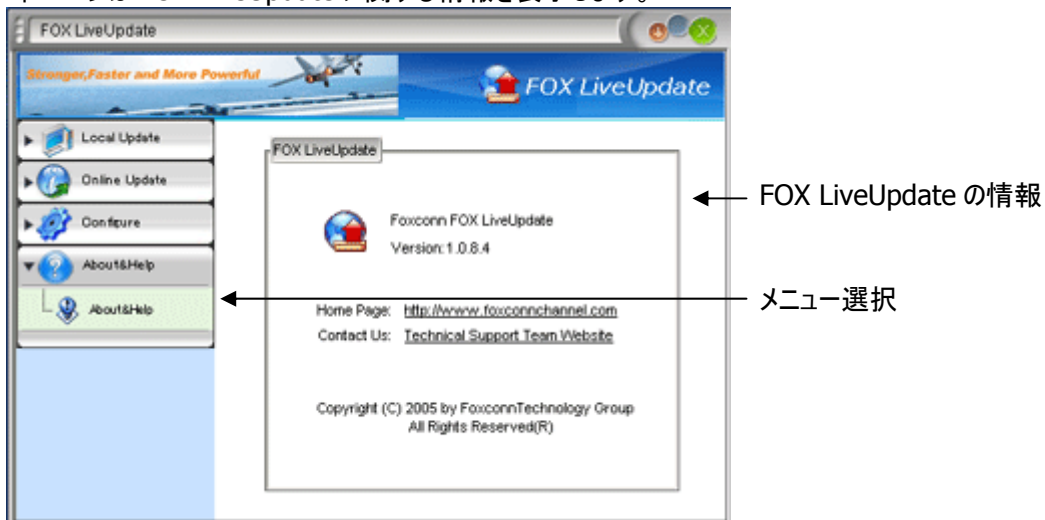 FOX LiveUpdate
Stronger,Faster and More Powerful
FOX LiveUpdate
Local Update
Online Update
Configure
About&Help
About&Help
FOX LiveUpdate
Foxconn FOX LiveUpdate
Version:1.0.8.4
Home Page: http://www.foxconnchannel.com
Contact Us: Technical Support Team Website
Copyright (C) 2005 by FoxconnTechnology Group
All Rights Reserved(R)
FOX LiveUpdate の情報
メニュー選択